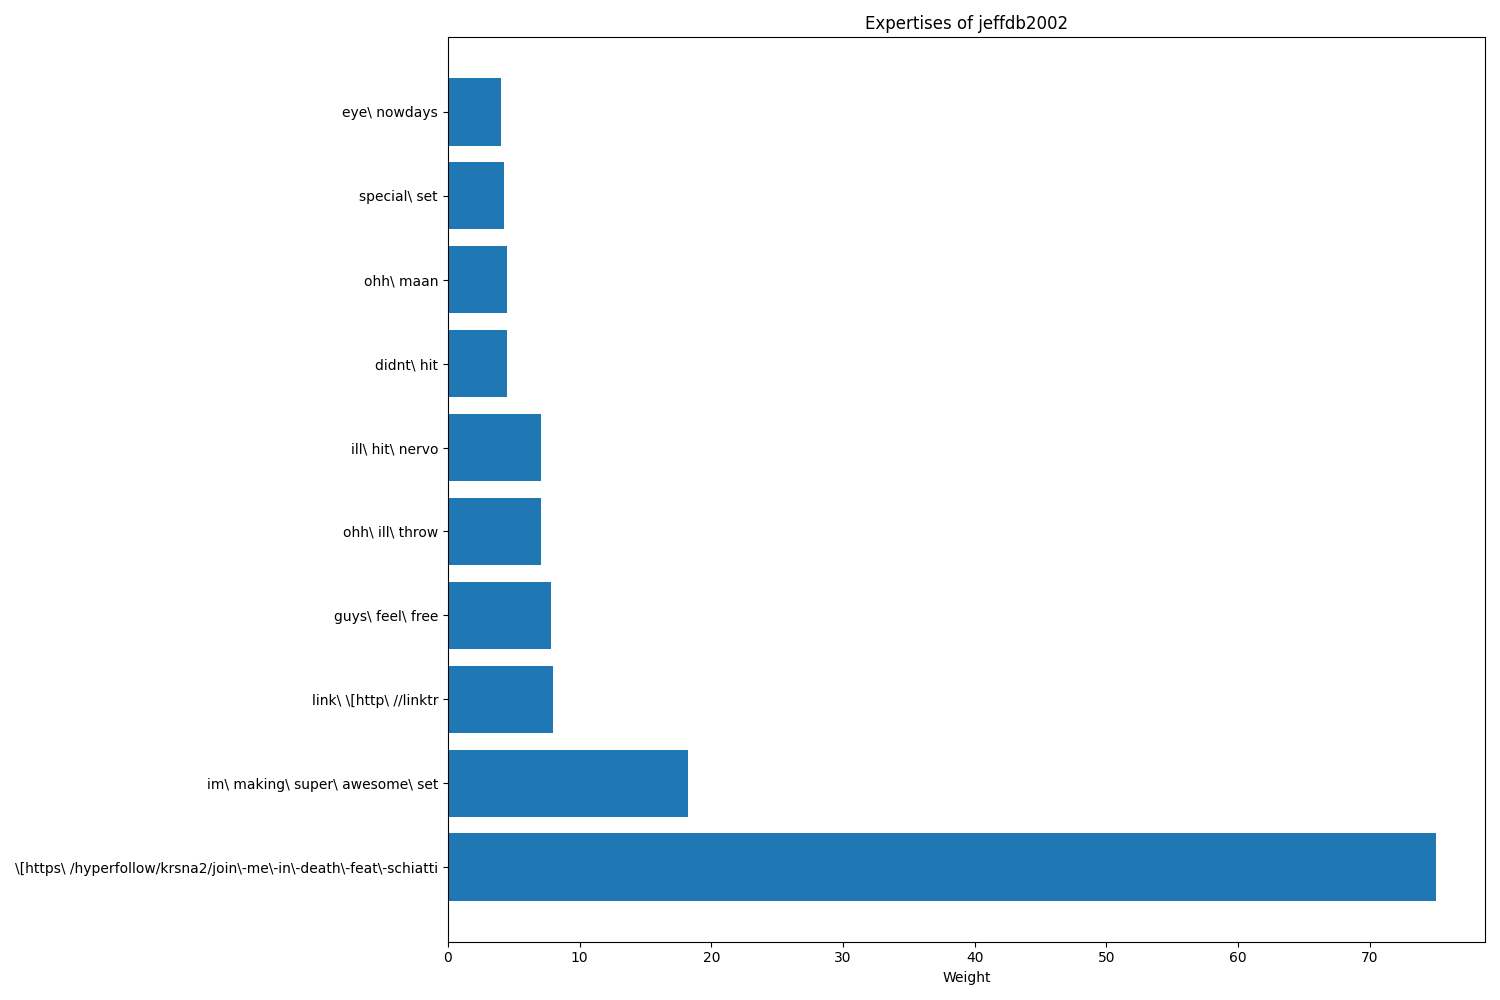 Expertises of jeffdb2002
eye\ nowdays
special\ set
ohh\ maan
didnt\ hit
ill\ hit\ nervo
ohh\ ill\ throw
guys\ feel\ free
link\ \[http\ //linktr
im\ making\ super\ awesome\ set
\[https\ /hyperfollow/krsna2/join\-me\-in\-death\-feat\-schiatti
0 10 20 30 40 50 60 70
Weight